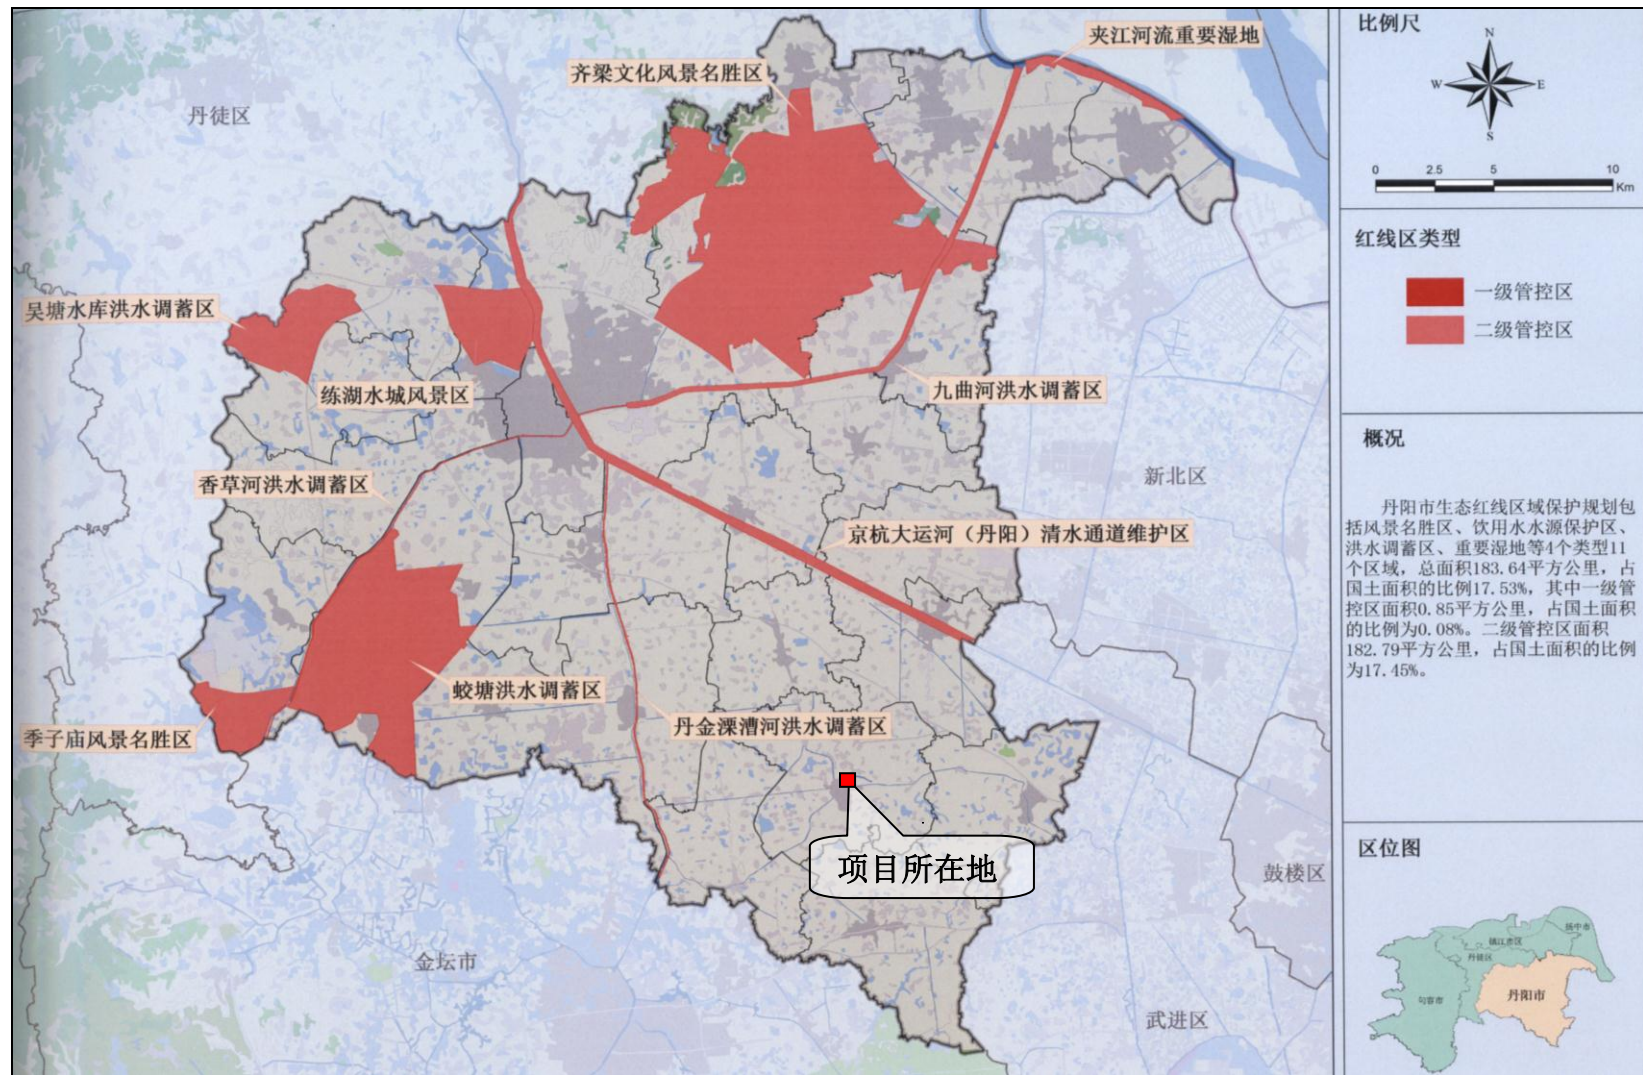 夹江河流重要湿地
齐梁文化风景名胜区
丹徒区
吴塘水库洪水调蓄区
练湖水城风景区
九曲河洪水调蓄区
香草河洪水调蓄区
新北区
京杭大运河（丹阳）清水通道维护区
蛟塘洪水调蓄区
丹金溧漕河洪水调蓄区
季子庙风景名胜区
项目所在地
鼓楼区
金坛市
武进区
比例尺
N
W
E
S
0 2.5 5 10
Km
红线区类型
一级管控区
二级管控区
概况
丹阳市生态红线区域保护规划包
括风景名胜区、饮用水水源保护区、
洪水调蓄区、重要湿地等4个类型11
个区域，总面积183.64平方公里，占
国土面积的比例17.53%，其中一级管
控区面积0.85平方公里，占国土面积
的比例为0.08%。二级管控区面积
182.79平方公里，占国土面积的比例
为17.45%。
区位图
扬中市
镇江市区
丹徒区
句容市
丹阳市